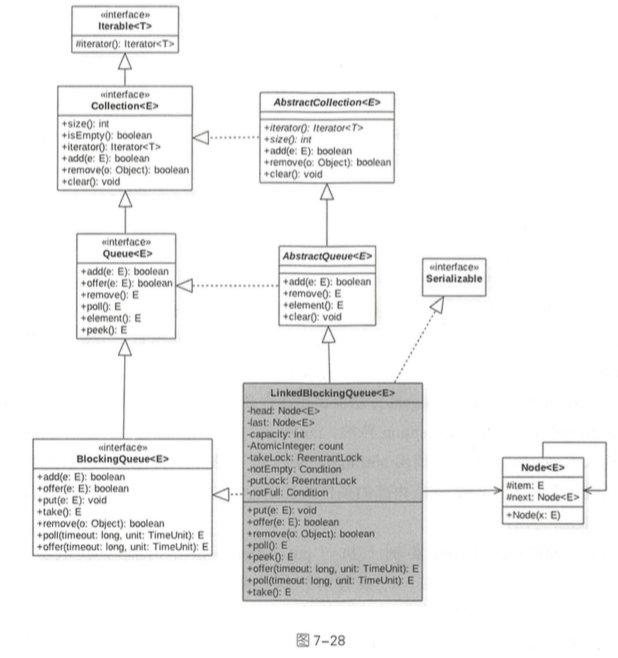 «interface»
Iterable<T>
#iterator(): Iterator<T>
«interface»
Collection<E>
+size(): int
+isEmpty(): boolean
+iterator(): Iterator<T>
+add(e: E): boolean
+remove(o: Object): boolean
+clear(): void
AbstractCollection<E>
+iterator(): Iterator<T>
+size(): int
+add(e: E): boolean
+remove(o: Object): boolean
+clear(): void
«interface»
Queue<E>
+add(e: E): boolean
+offer(e: E): boolean
+remove(): E
+poll(): E
+element(): E
+peek(): E
AbstractQueue<E>
+add(e: E): boolean
+remove(): E
+element(): E
+clear(): void
«interface»
Serializable
LinkedBlockingQueue<E>
-head: Node<E>
-last: Node<E>
-capacity: int
-AtomicInteger: count
-takeLock: ReentrantLock
-notEmpty: Condition
-putLock: ReentrantLock
-notFull: Condition
+put(e: E): void
+offer(e: E): boolean
+remove(o: Object): boolean
+poll(): E
+peek(): E
+offer(timeout: long, unit: TimeUnit): E
+poll(timeout: long, unit: TimeUnit): E
+take(): E
«interface»
BlockingQueue<E>
+add(e: E): boolean
+offer(e: E): boolean
+put(e: E): void
+take(): E
+remove(o: Object): boolean
+poll(timeout: long, unit: TimeUnit): E
+offer(timeout: long, unit: TimeUnit): E
Node<E>
#item: E
#next: Node<E>
+Node(x: E)
图 7-28